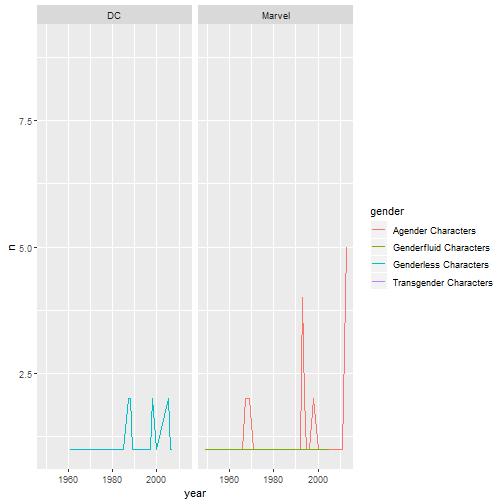 DC
Marvel
7.5
5.0
2.5
n
1960
1980
2000
1960
1980
2000
year
gender
Agender Characters
Genderfluid Characters
Genderless Characters
Transgender Characters